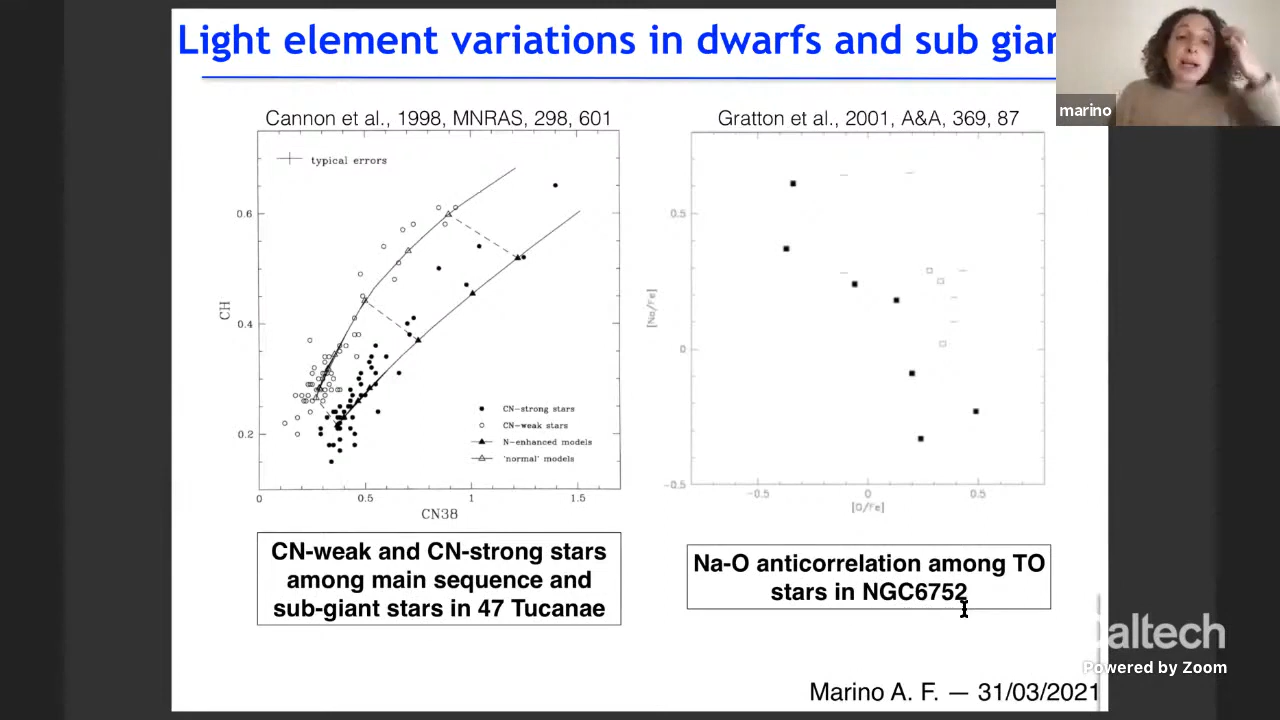 Light element variations in dwarfs and sub gian
marino
Cannon et al., 1998, MNRAS, 298, 601
Gratton et al., 2001, A&A, 369, 87
typical errors
0.6
0.4
0.2
CH
CN-strong stars
CN-weak stars
N-enhanced models
'normal' models
0
0.5
1
1.5
CN38
0.5
0
-0.5
[Na/Fe]
-0.5
0
0.5
[O/Fe]
CN-weak and CN-strong stars
among main sequence and
sub-giant stars in 47 Tucanae
Na-O anticorrelation among TO
stars in NGC6752
Caltech
Powered by Zoom
Marino A. F. — 31/03/2021